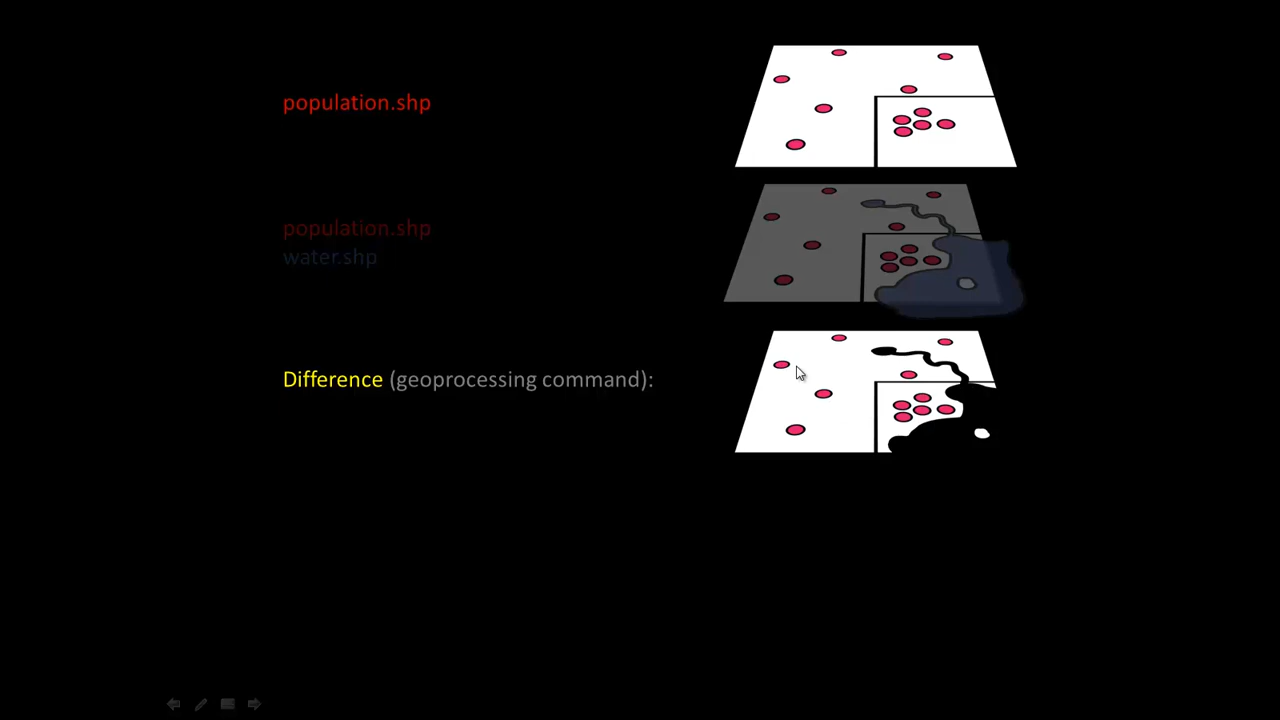 population.shp
population.shp
water.shp
Difference (geoprocessing command):